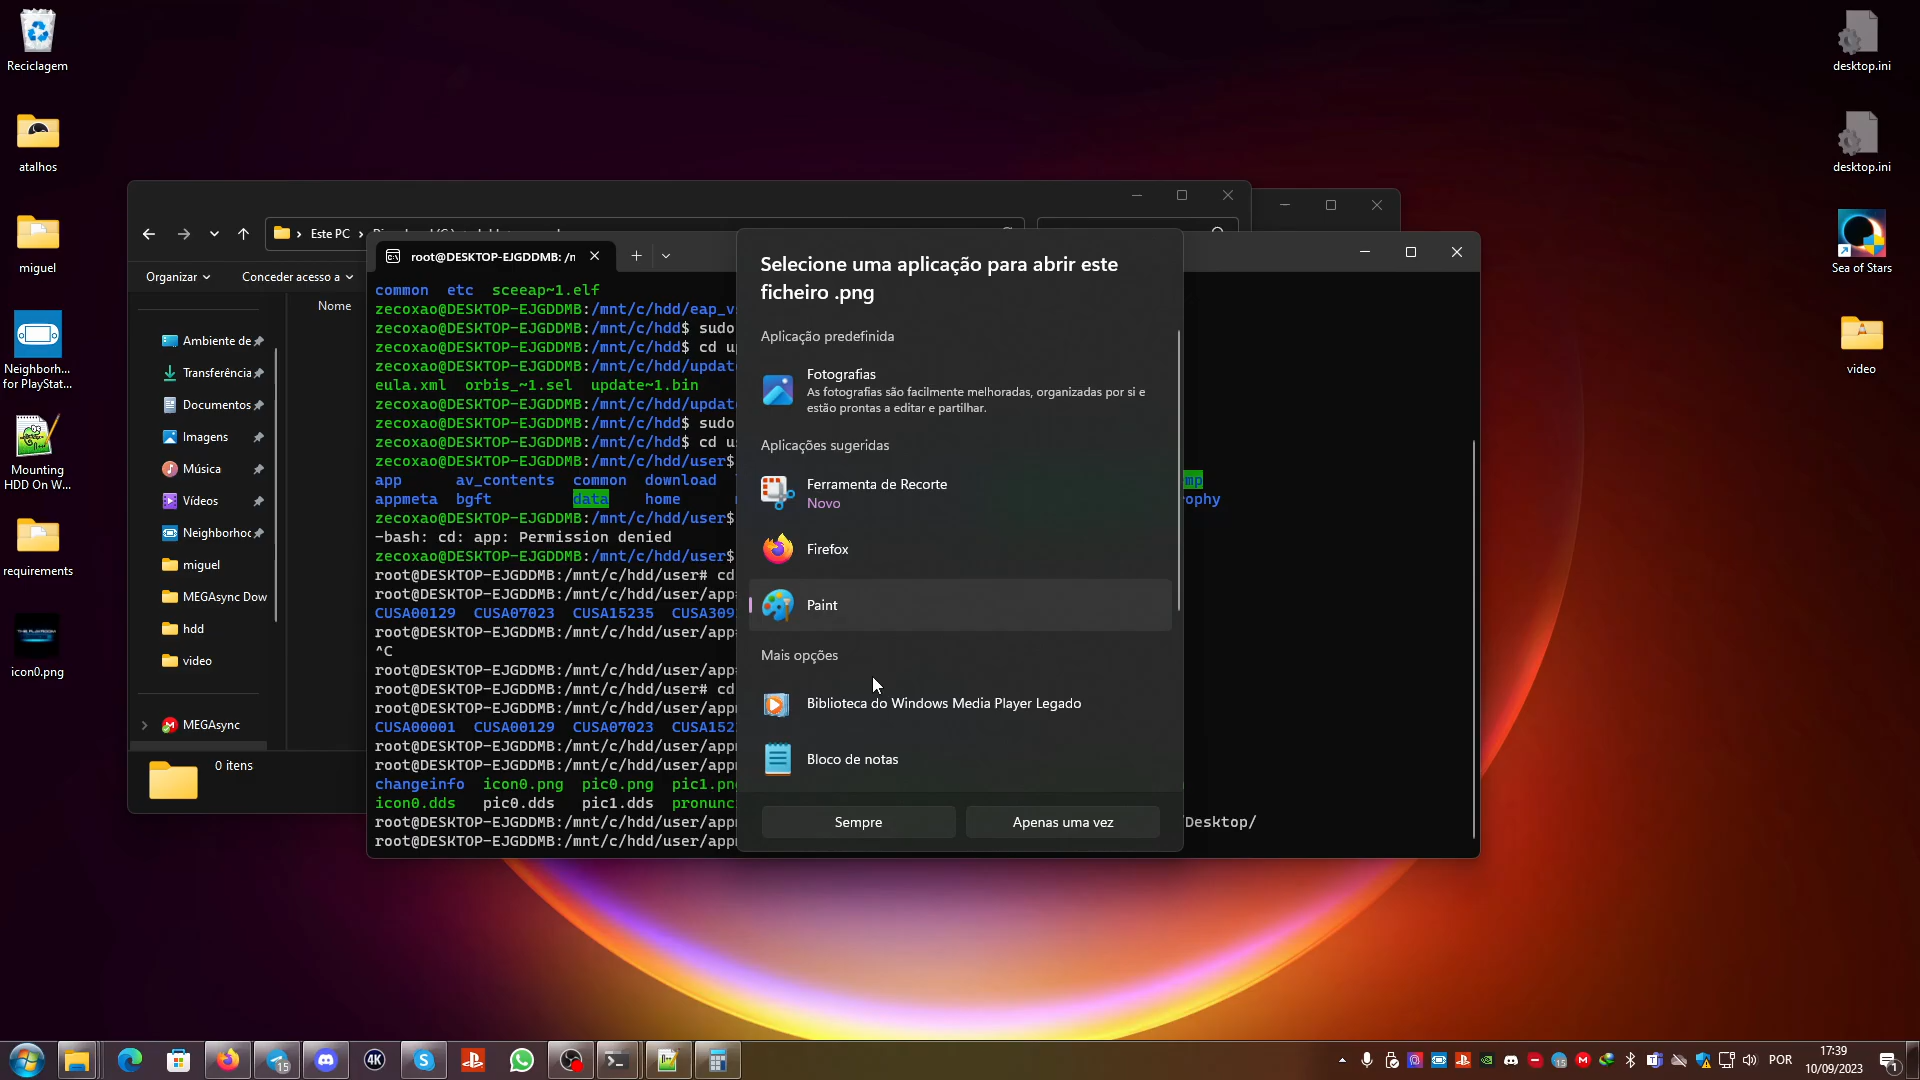 Reciclagem
atalhos
miguel
Neighborh...
for PlayStat...
Mounting
HDD On W...
requirements
icon0.png
desktop.ini
desktop.ini
Sea of Stars
video
Este PC
Organizar
Conceder acesso a
Nome
Ambiente de
Transferência
Documentos
Imagens
Música
Vídeos
Neighborhoc
miguel
MEGAsync Dow
hdd
video
MEGAsync
0 itens
root@DESKTOP-EJGDDMB: /n
common etc sceeap~1.elf
zecoxao@DESKTOP-EJGDDMB:/mnt/c/hdd/eap_v
zecoxao@DESKTOP-EJGDDMB:/mnt/c/hdd$ sudo
zecoxao@DESKTOP-EJGDDMB:/mnt/c/hdd$ cd up
zecoxao@DESKTOP-EJGDDMB:/mnt/c/hdd/updat
eula.xml orbis_~1.sel update~1.bin
zecoxao@DESKTOP-EJGDDMB:/mnt/c/hdd/updat
zecoxao@DESKTOP-EJGDDMB:/mnt/c/hdd$ sudo
zecoxao@DESKTOP-EJGDDMB:/mnt/c/hdd$ cd us
zecoxao@DESKTOP-EJGDDMB:/mnt/c/hdd/user$
app av_contents common download mp
appmeta bgft data home rophy
zecoxao@DESKTOP-EJGDDMB:/mnt/c/hdd/user$
-bash: cd: app: Permission denied
zecoxao@DESKTOP-EJGDDMB:/mnt/c/hdd/user$
root@DESKTOP-EJGDDMB:/mnt/c/hdd/user# cd
root@DESKTOP-EJGDDMB:/mnt/c/hdd/user/app
CUSA00129 CUSA07023 CUSA15235 CUSA309
root@DESKTOP-EJGDDMB:/mnt/c/hdd/user/app
^C
root@DESKTOP-EJGDDMB:/mnt/c/hdd/user/app
root@DESKTOP-EJGDDMB:/mnt/c/hdd/user# cd
root@DESKTOP-EJGDDMB:/mnt/c/hdd/user/app
CUSA00001 CUSA00129 CUSA07023 CUSA152
root@DESKTOP-EJGDDMB:/mnt/c/hdd/user/app
root@DESKTOP-EJGDDMB:/mnt/c/hdd/user/app
changeinfo icon0.png pic0.png pic1.png
icon0.dds pic0.dds pic1.dds pronunc
root@DESKTOP-EJGDDMB:/mnt/c/hdd/user/app /Desktop/
root@DESKTOP-EJGDDMB:/mnt/c/hdd/user/app
Selecione uma aplicação para abrir este
ficheiro .png
Aplicação predefinida
Fotografias
As fotografias são facilmente melhoradas, organizadas por si e
estão prontas a editar e partilhar.
Aplicações sugeridas
Ferramenta de Recorte
Novo
Firefox
Paint
Mais opções
Biblioteca do Windows Media Player Legado
Bloco de notas
Sempre
Apenas uma vez
15
4K
POR
17:39
10/09/2023
1